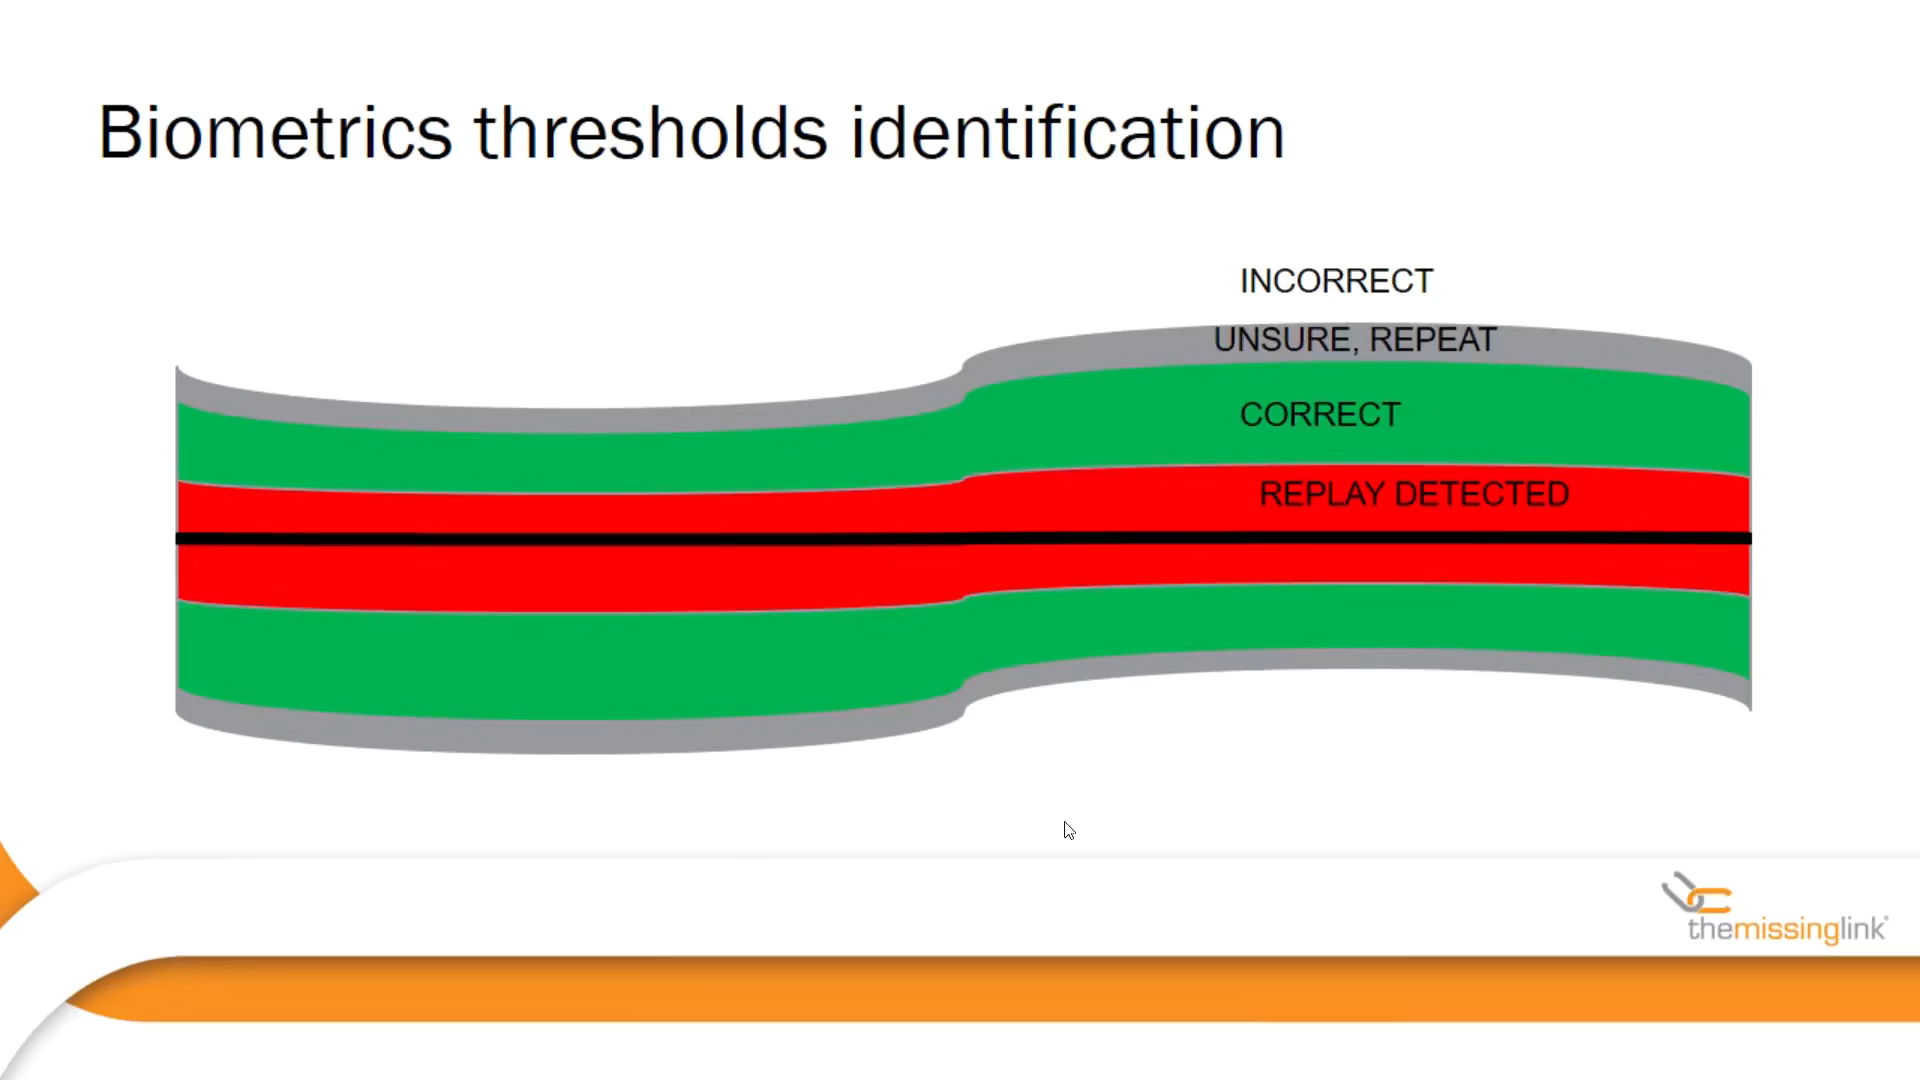 Biometrics thresholds identification
INCORRECT
UNSURE, REPEAT
CORRECT
REPLAY DETECTED
themissinglink®